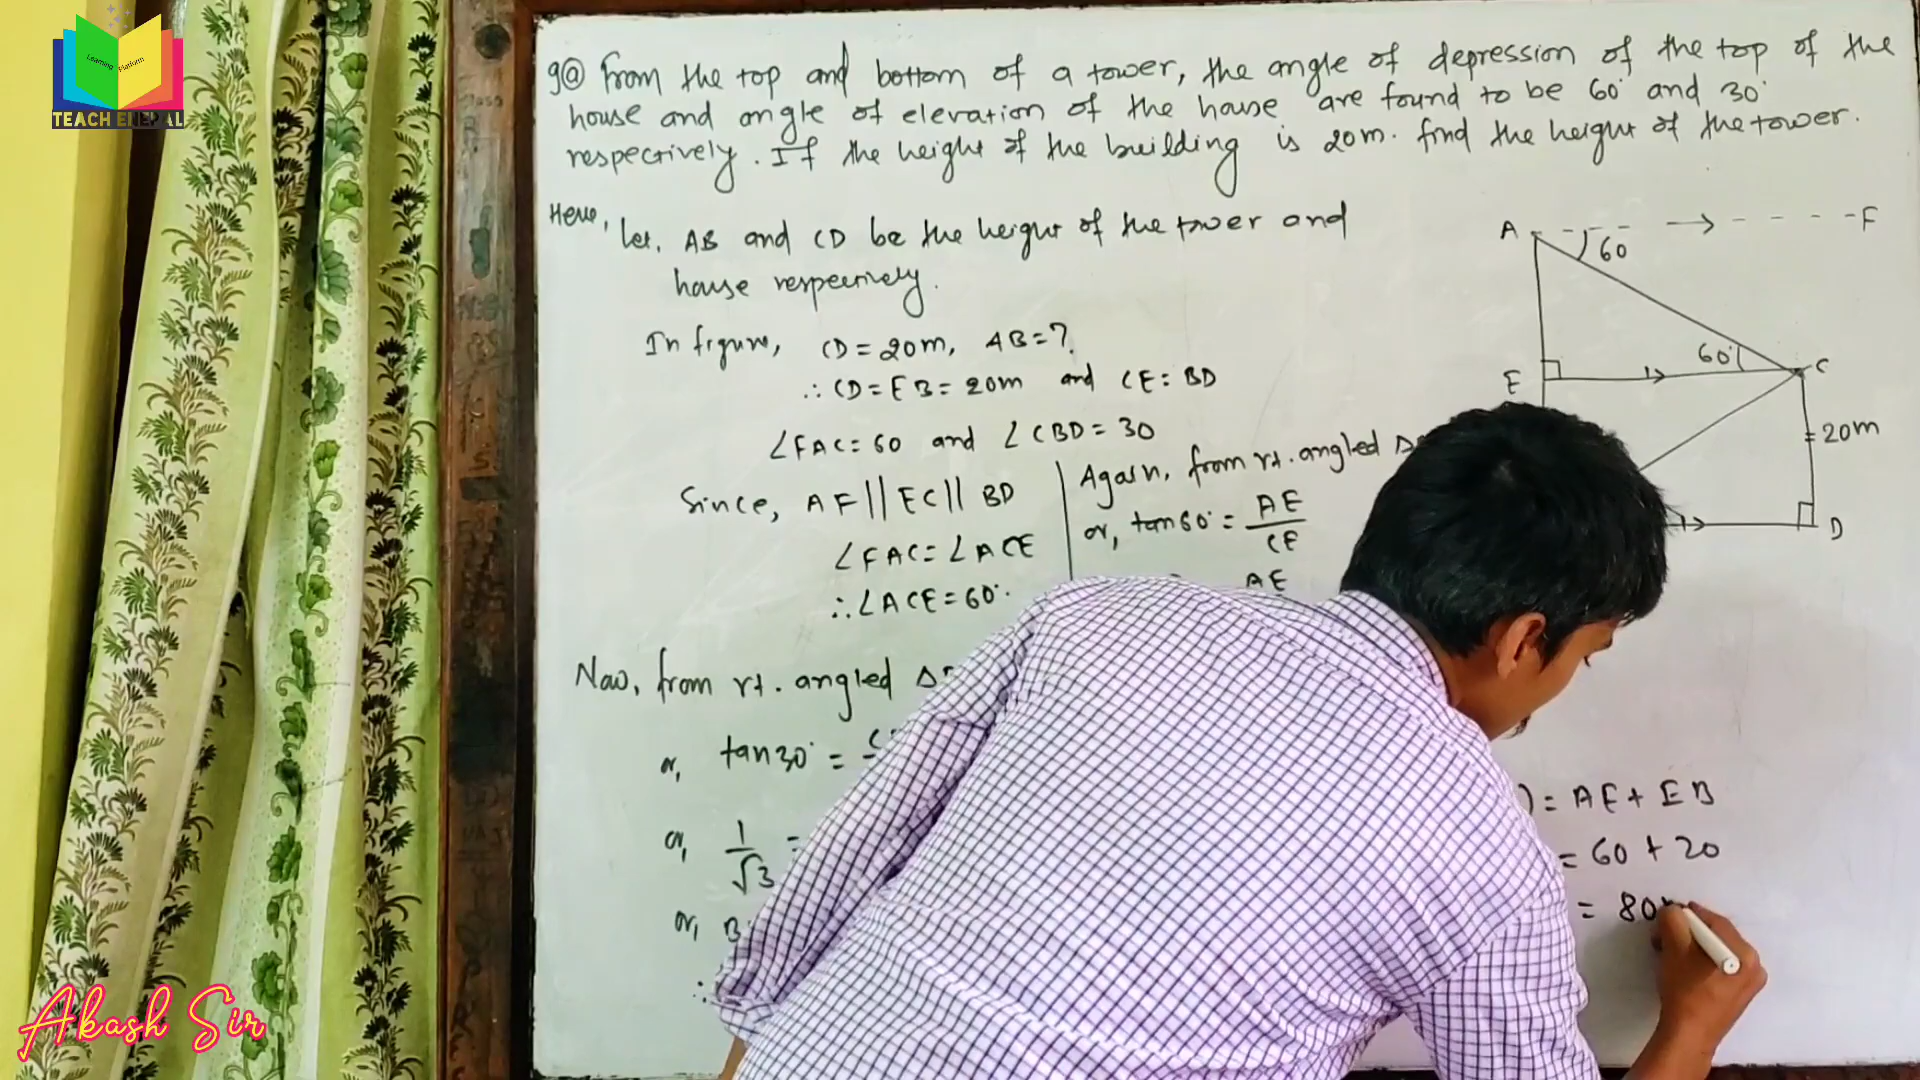 Learning Platform
TEACH ENEPAL
9@ From the top and bottom of a tower, the angle of depression of the top of the
house and angle of elevation of the house are found to be 60° and 30°
respectively. If the height of the building is 20m. find the height of the tower.
Here,
let, AB and CD be the height of the tower and
house respectively.
In figure, CD = 20m, AB = ?
∴ CD = EB = 20m and CE = BD
∠FAC = 60 and ∠CBD = 30
Since, AF || EC || BD
∠FAC = ∠ACE
∴ ∠ACE = 60°
Again, from rt. angled Δ
or, tan60° = AE/CE
AE
Now, from rt. angled Δ
or, tan30° =
or, 1/√3 =
or, B
∴
) = AE + EB
= 60 + 20
= 80
A F
60
60°
E C
20m
D
Akash Sir